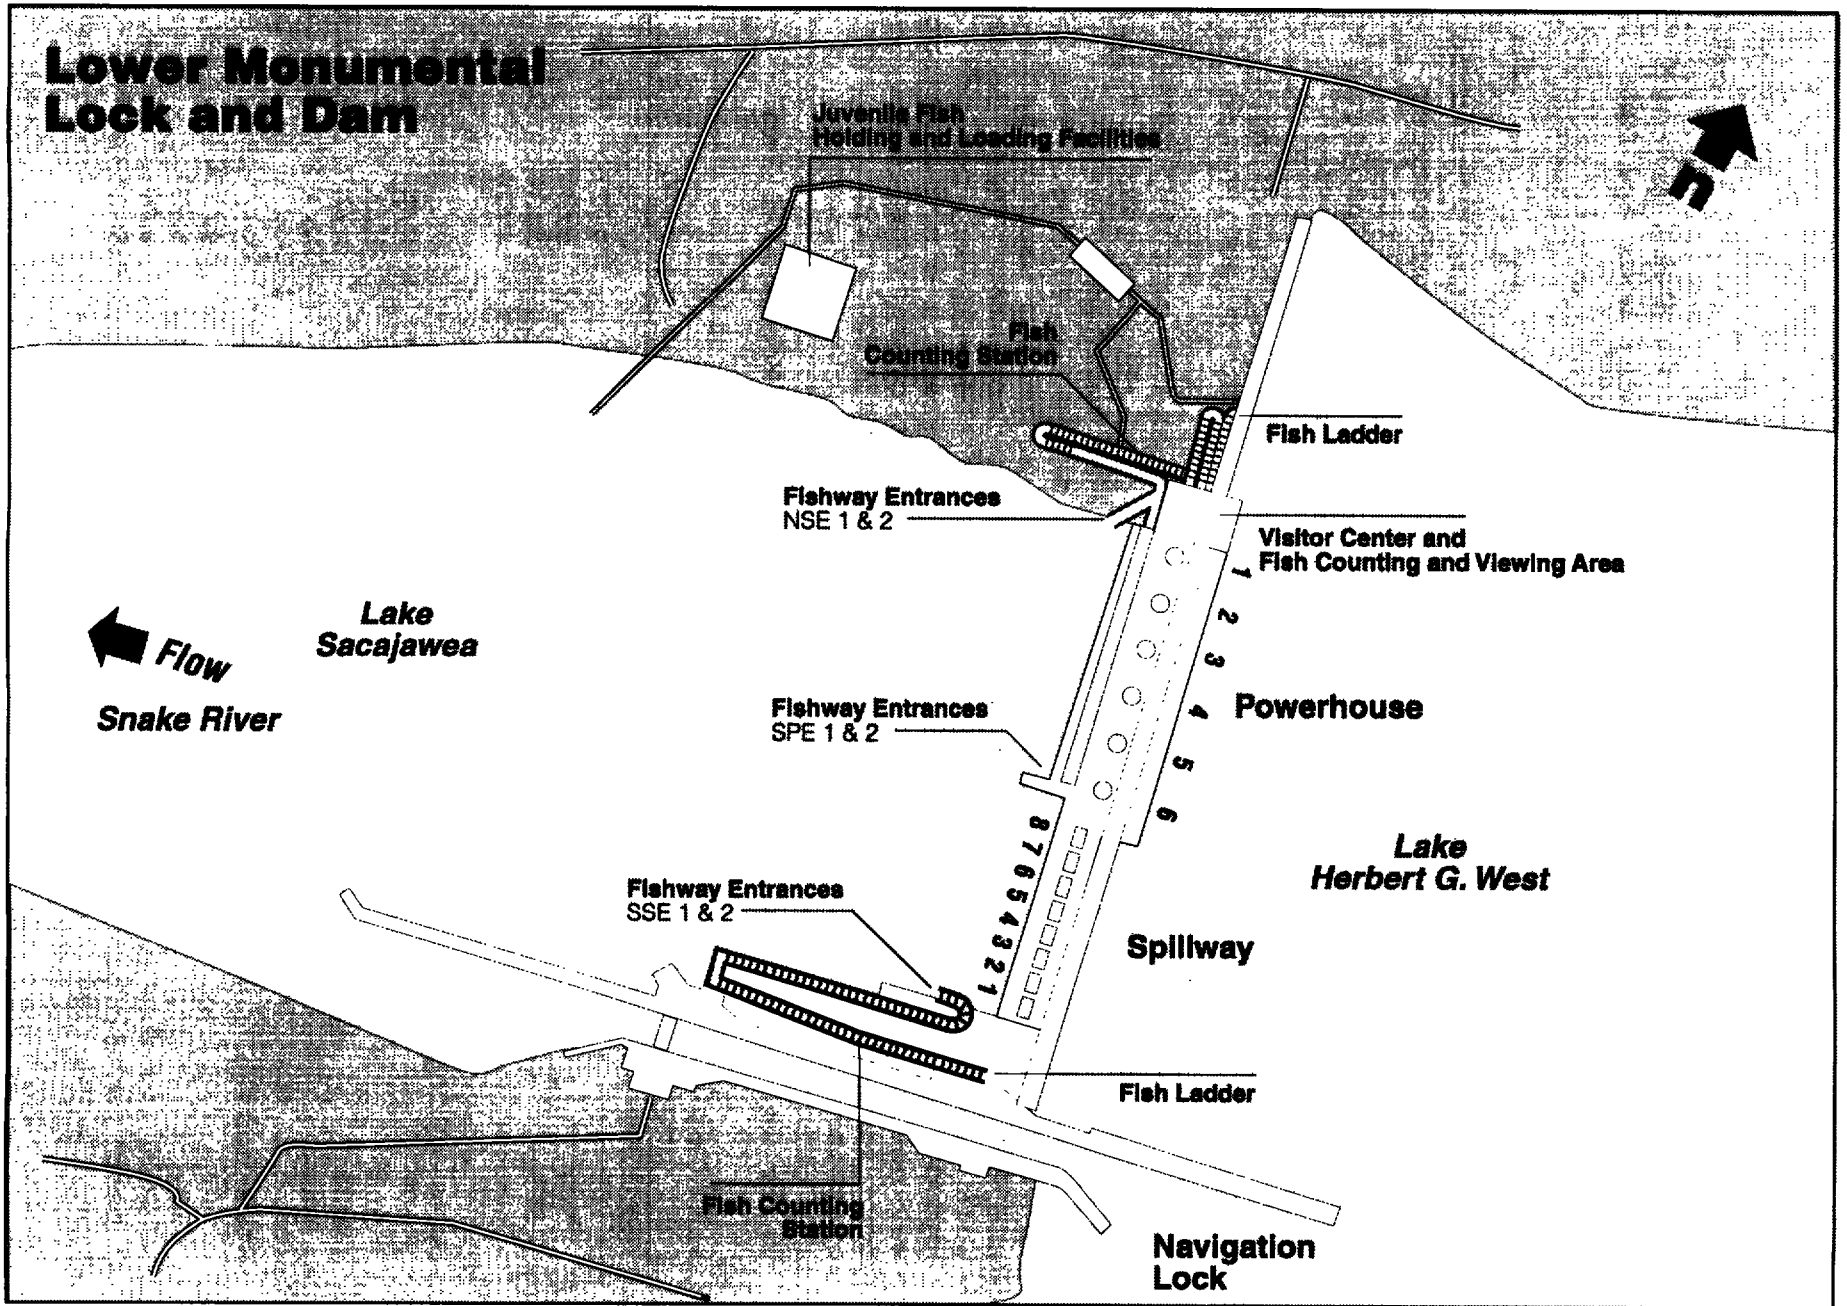 Lower Monumental
Lock and Dam
Juvenile Fish
Holding and Loading Facilities
n
Fish
Counting Station
Fish Ladder
Fishway Entrances
NSE 1 & 2
Visitor Center and
Fish Counting and Viewing Area
1
2
3
4
5
6
Lake
Sacajawea
Flow
Snake River
Fishway Entrances
SPE 1 & 2
Powerhouse
8
7
6
5
4
3
2
1
Lake
Herbert G. West
Fishway Entrances
SSE 1 & 2
Spillway
Fish Ladder
Fish Counting
Station
Navigation
Lock